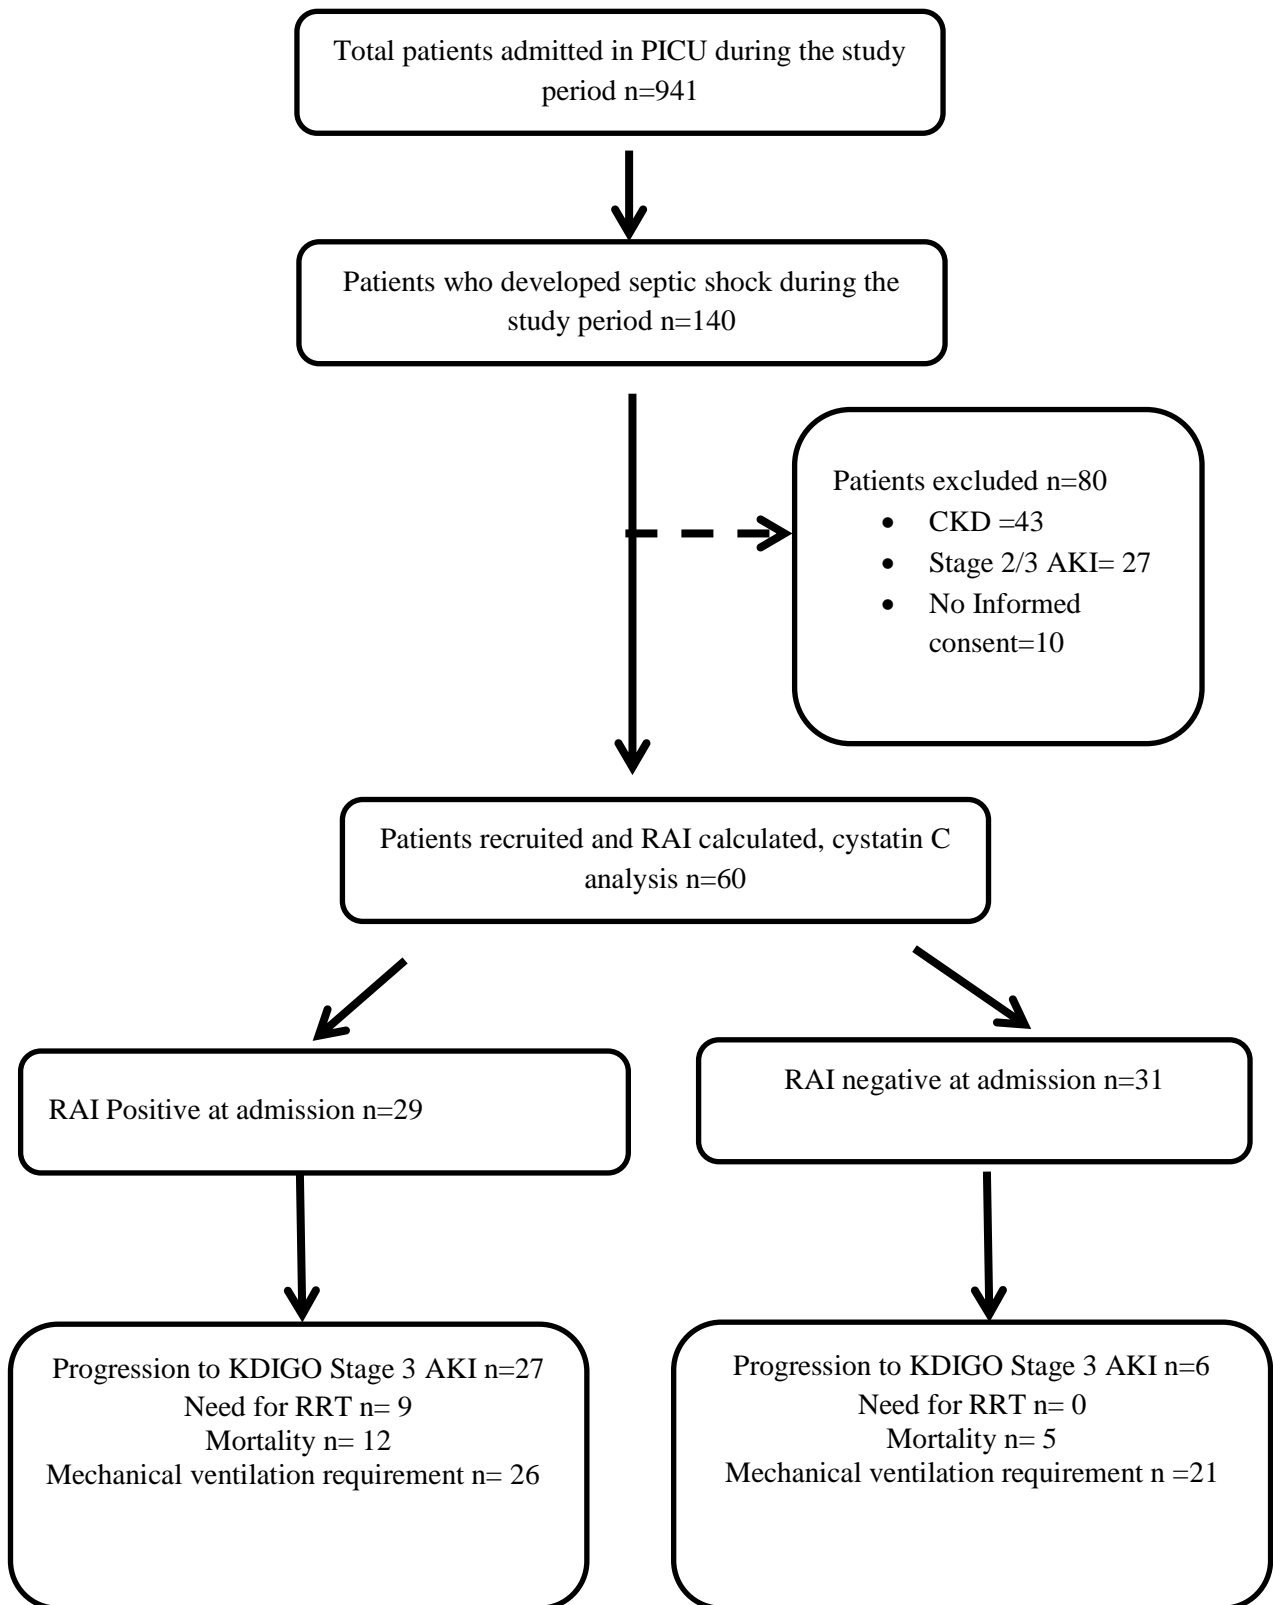 Total patients admitted in PICU during the study
period n=941
Patients who developed septic shock during the
study period n=140
Patients excluded n=80
• CKD =43
• Stage 2/3 AKI= 27
• No Informed
consent=10
Patients recruited and RAI calculated, cystatin C
analysis n=60
RAI Positive at admission n=29
RAI negative at admission n=31
Progression to KDIGO Stage 3 AKI n=27
Need for RRT n= 9
Mortality n= 12
Mechanical ventilation requirement n= 26
Progression to KDIGO Stage 3 AKI n=6
Need for RRT n= 0
Mortality n= 5
Mechanical ventilation requirement n =21